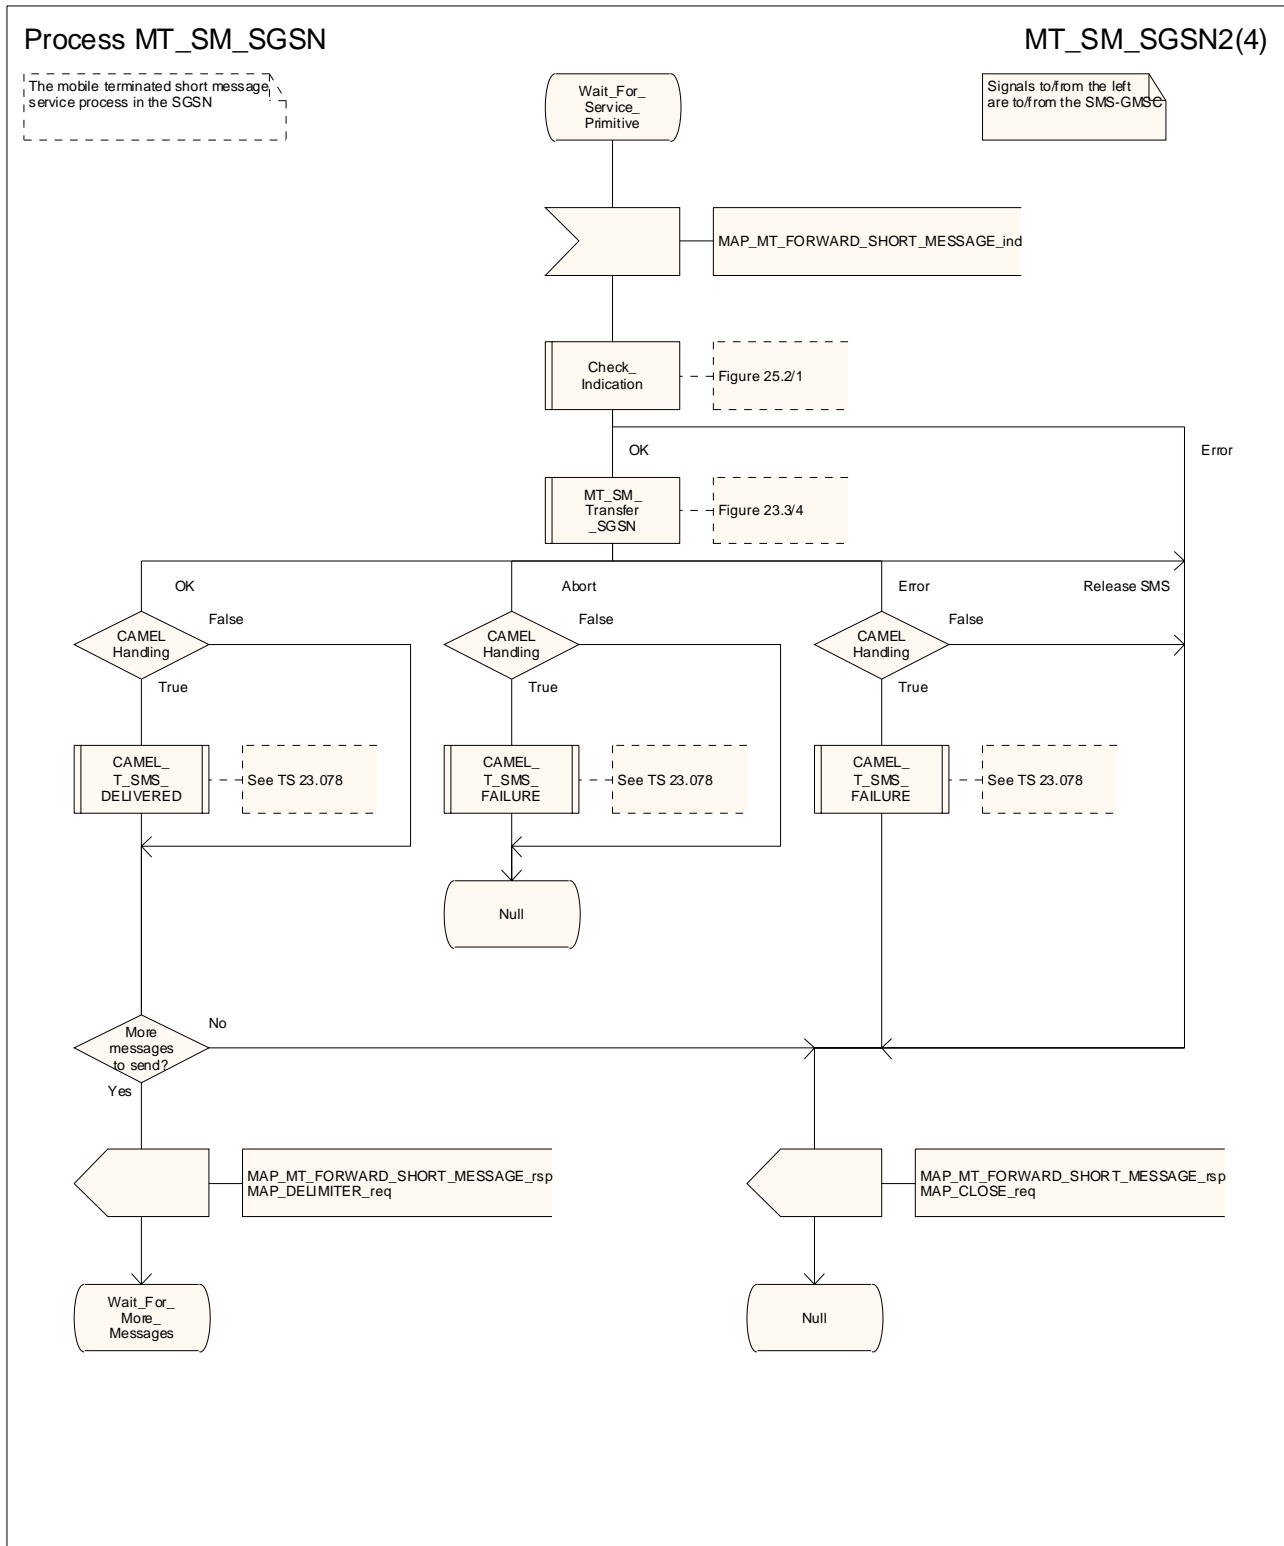 Process MT_SM_SGSN
MT_SM_SGSN2(4)
The mobile terminated short message
service process in the SGSN
Wait_For_
Service_
Primitive
Signals to/from the left
are to/from the SMS-GMSC
MAP_MT_FORWARD_SHORT_MESSAGE_ind
Check_
Indication
Figure 25.2/1
OK
Error
MT_SM_
Transfer
_SGSN
Figure 23.3/4
OK
Abort
Error
Release SMS
CAMEL
Handling
False
True
CAMEL
Handling
False
True
CAMEL
Handling
False
True
CAMEL_
T_SMS_
DELIVERED
See TS 23.078
CAMEL_
T_SMS_
FAILURE
See TS 23.078
CAMEL_
T_SMS_
FAILURE
See TS 23.078
Null
More
messages
to send?
No
Yes
MAP_MT_FORWARD_SHORT_MESSAGE_rsp
MAP_DELIMITER_req
MAP_MT_FORWARD_SHORT_MESSAGE_rsp
MAP_CLOSE_req
Wait_For_
More_
Messages
Null